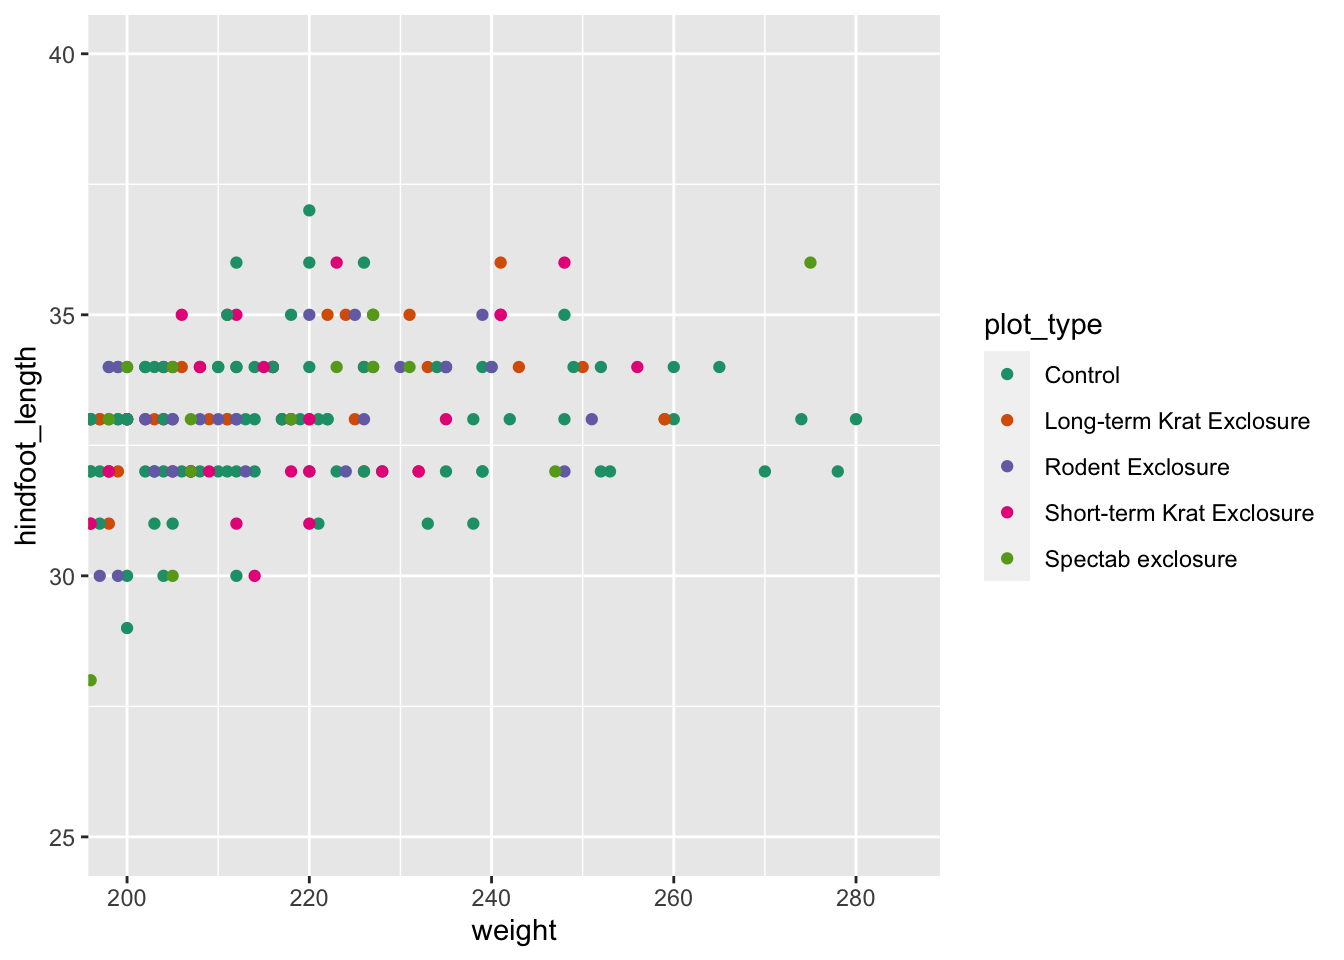 40
35
30
25
hindfoot_length
200 220 240 260 280
weight
plot_type
Control
Long-term Krat Exclosure
Rodent Exclosure
Short-term Krat Exclosure
Spectab exclosure